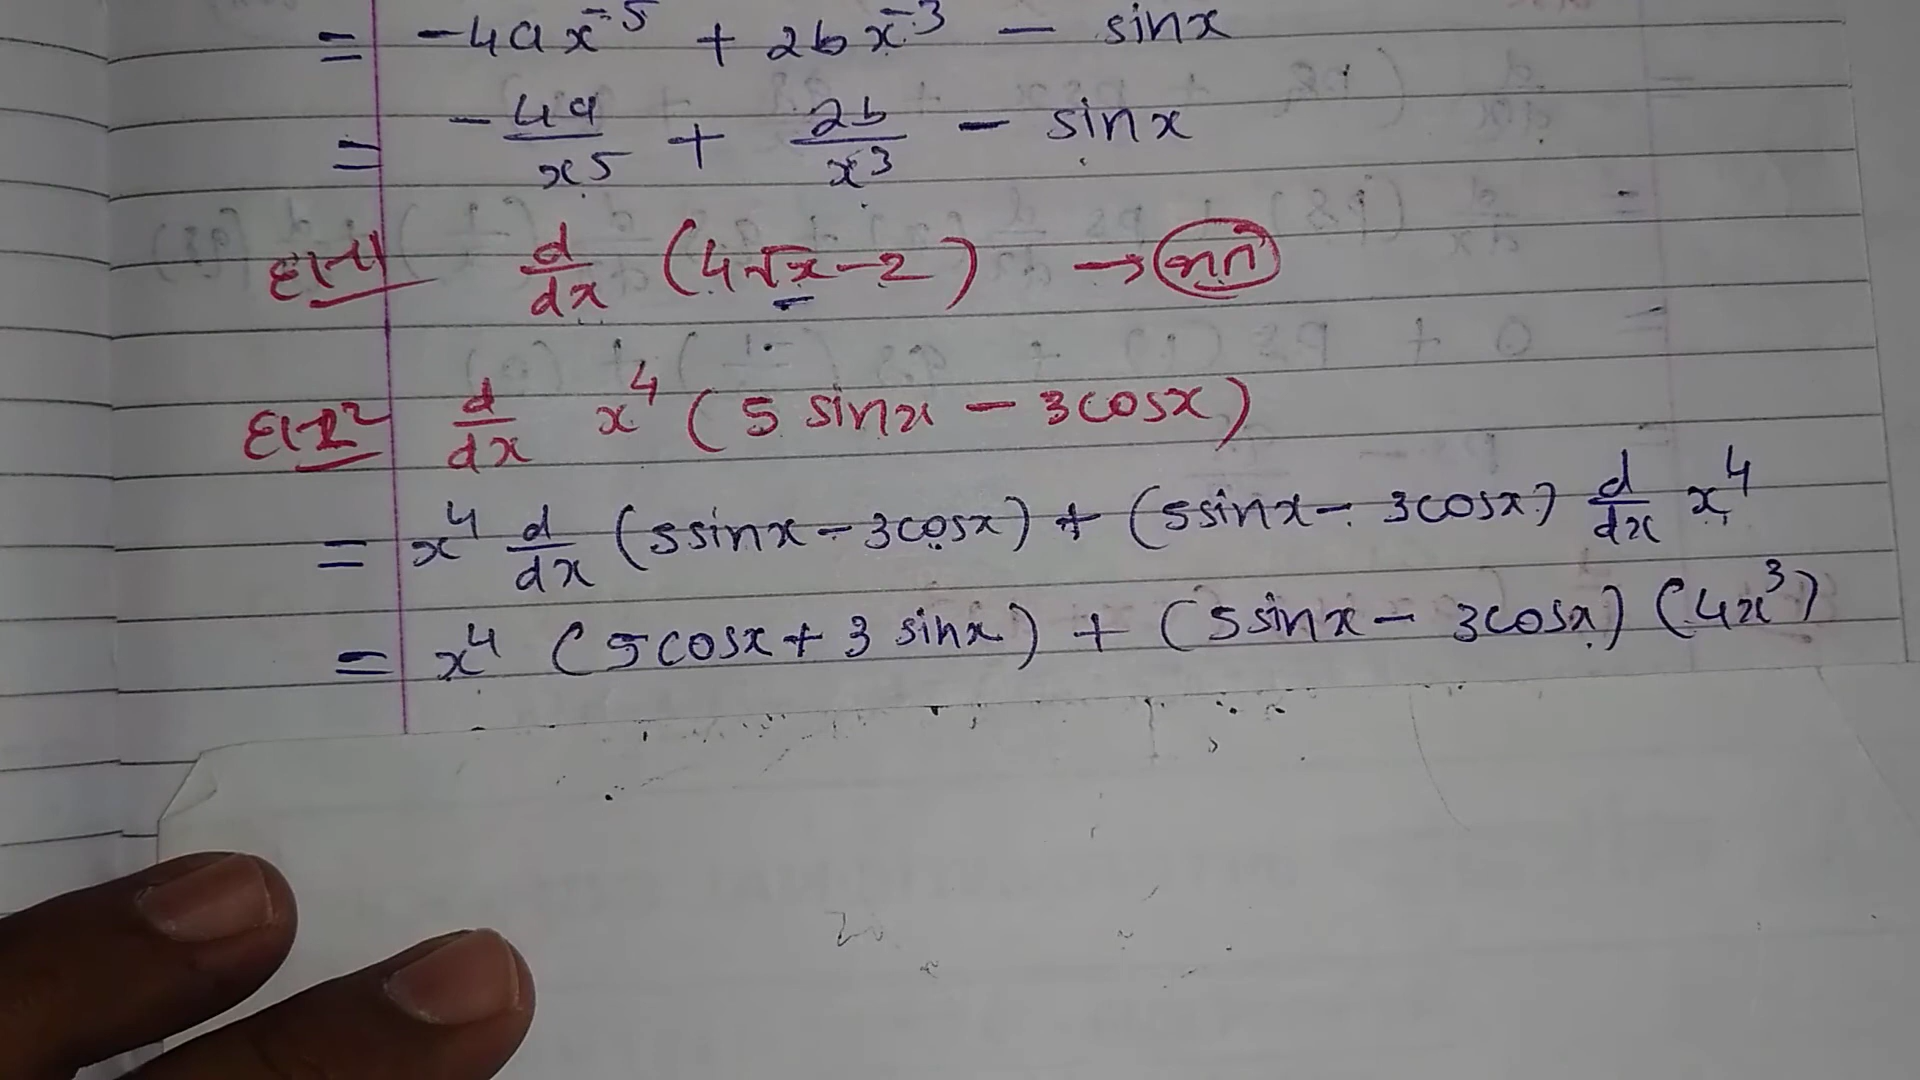 = -4ax⁻⁵ + 2bx⁻³ - sinx
= -4a/x⁵ + 2b/x³ - sinx
d/dx (4√x - 2) →
d/dx x⁴ (5 sinx - 3cosx)
= x⁴ d/dx (5sinx - 3cosx) + (5sinx - 3cosx) d/dx x⁴
= x⁴ (5cosx + 3 sinx) + (5sinx - 3cosx) (4x³)